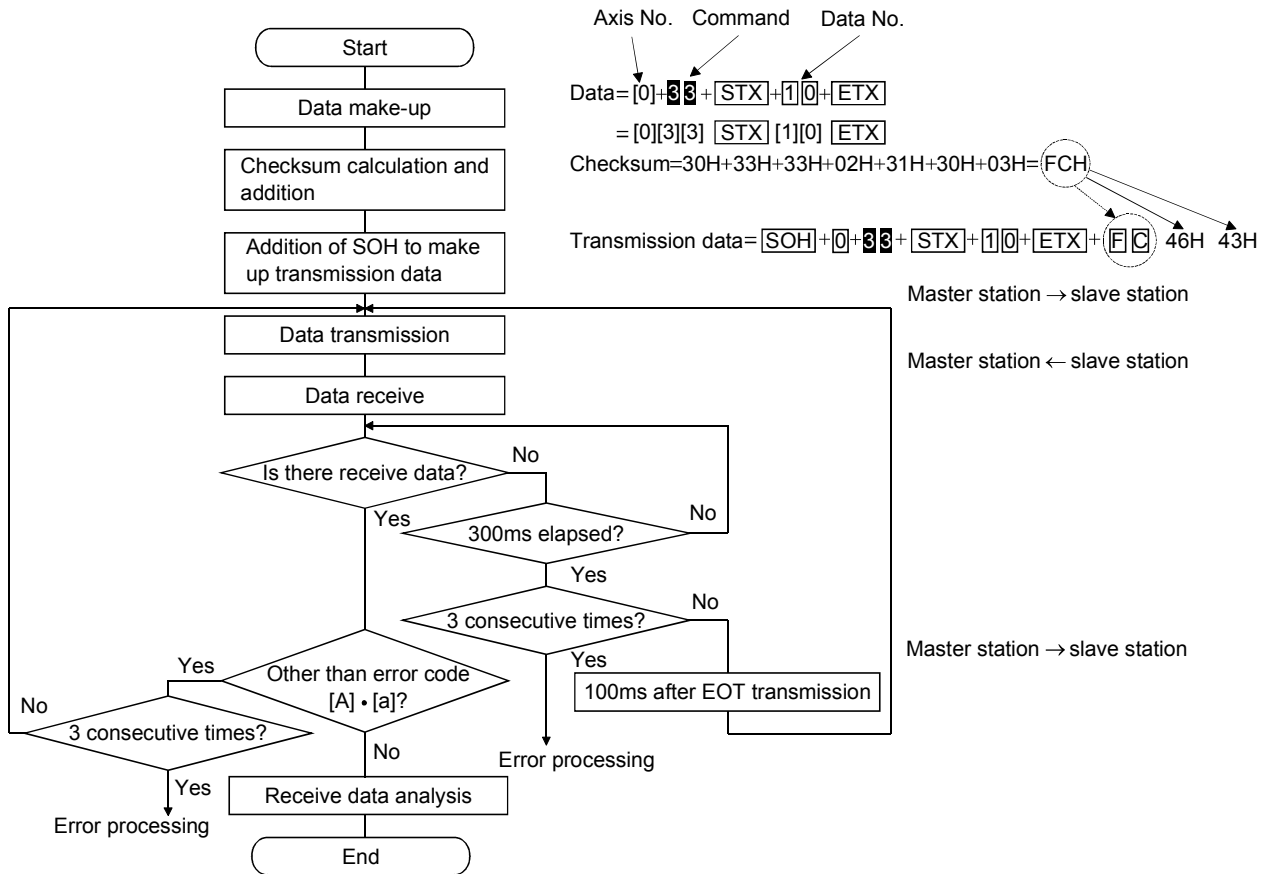 Axis No. Command Data No.
Start
Data=[0]+33+STX+10+ETX
Data make-up
=[0][3][3] STX [1][0] ETX
Checksum calculation and
addition
Checksum=30H+33H+33H+02H+31H+30H+03H=FCH
Addition of SOH to make
up transmission data
Transmission data=SOH+0+33+STX+10+ETX+FC 46H 43H
Master station → slave station
Data transmission
Master station ← slave station
Data receive
Is there receive data?
No
Yes
300ms elapsed?
No
Yes
3 consecutive times?
No
Yes
100ms after EOT transmission
Master station → slave station
Error processing
Other than error code
[A] • [a]?
Yes
No
3 consecutive times?
No
Yes
Error processing
Receive data analysis
End